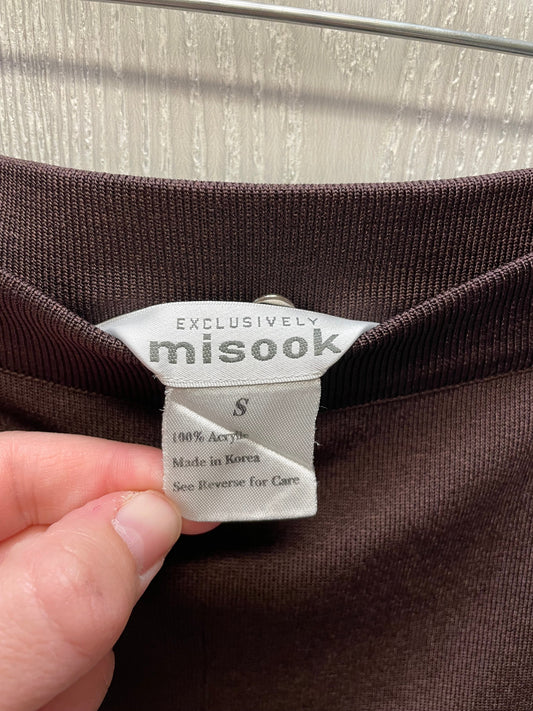 EXCLUSIVELY
misook
S
100% Acrylic
Made in Korea
See Reverse for Care